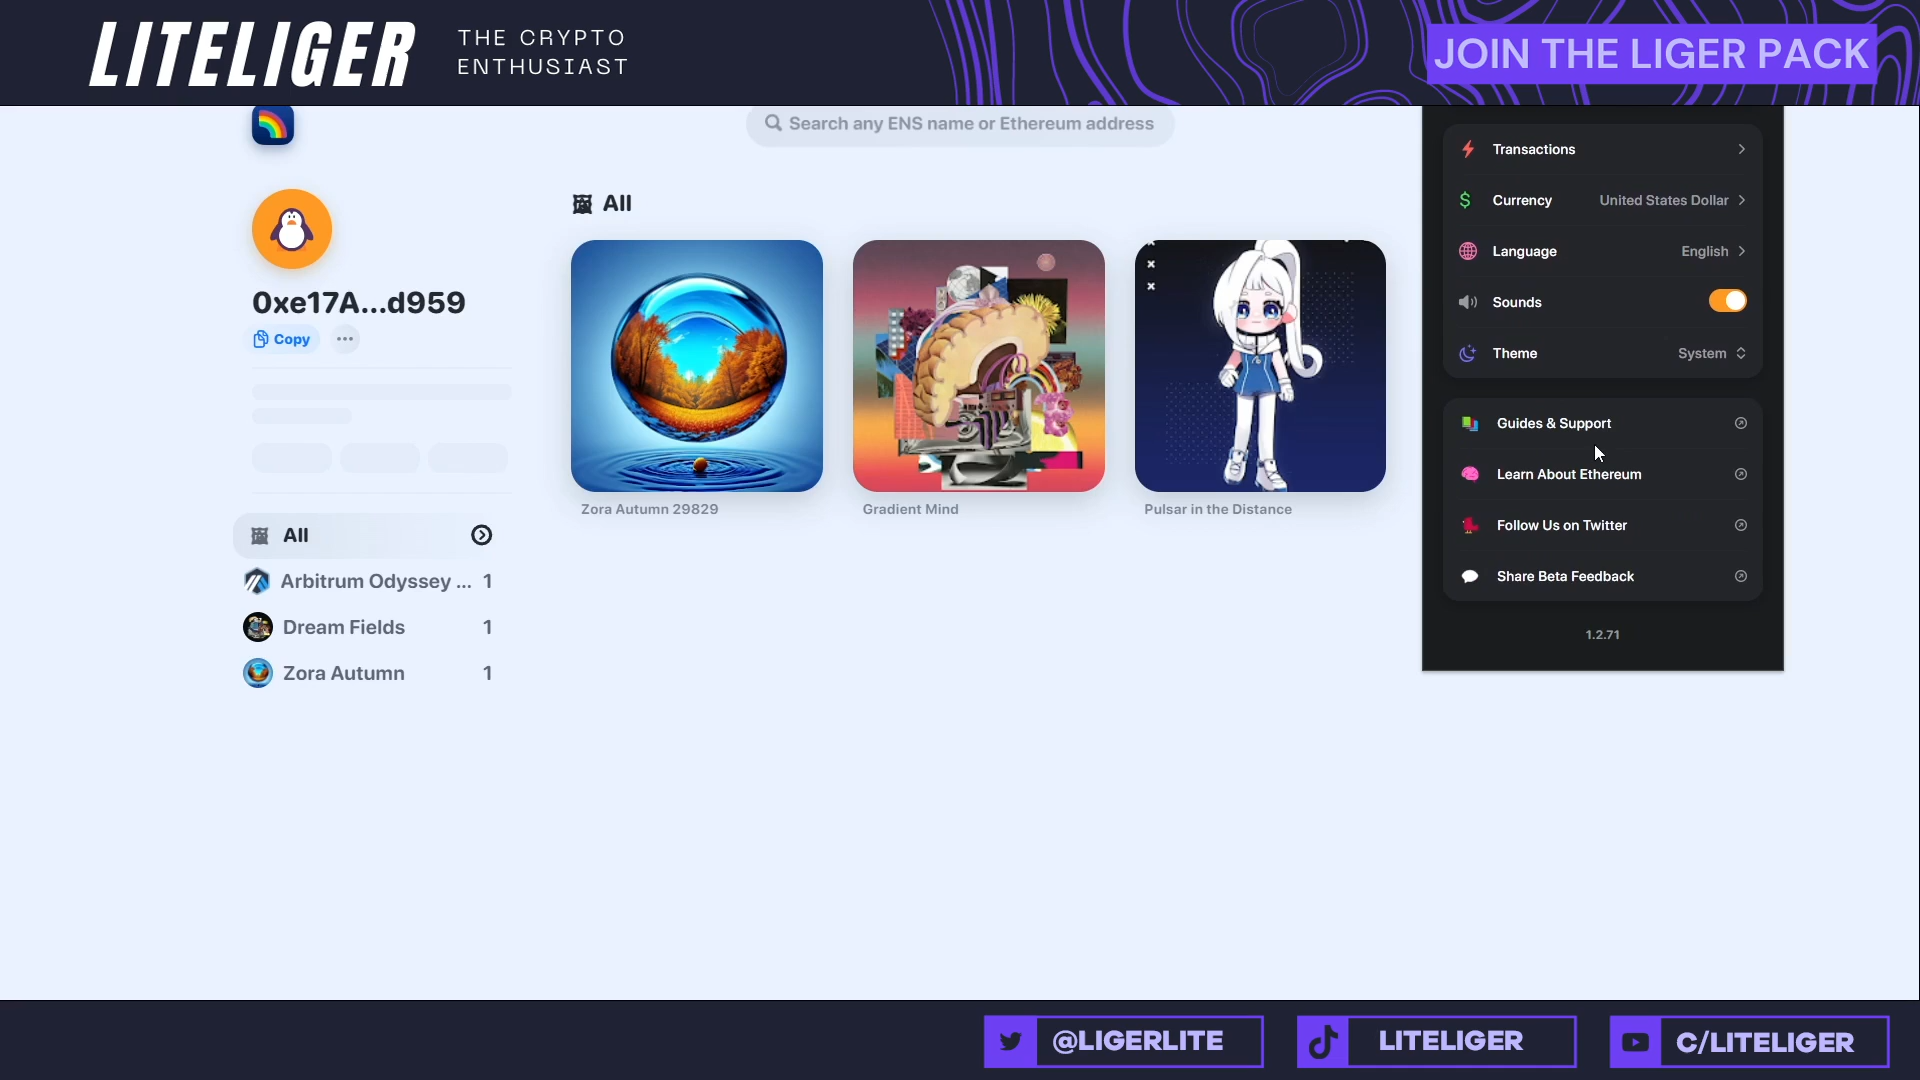 LITELIGER
THE CRYPTO
ENTHUSIAST
JOIN THE LIGER PACK
Search any ENS name or Ethereum address
0xe17A...d959
Copy
All
Arbitrum Odyssey ... 1
Dream Fields 1
Zora Autumn 1
All
Zora Autumn 29829
Gradient Mind
Pulsar in the Distance
Transactions
Currency United States Dollar
Language English
Sounds
Theme System
Guides & Support
Learn About Ethereum
Follow Us on Twitter
Share Beta Feedback
1.2.71
@LIGERLITE
LITELIGER
C/LITELIGER